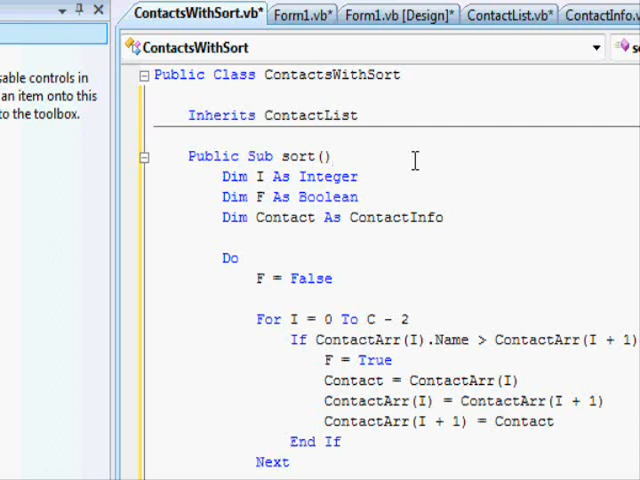 ContactsWithSort.vb* Form1.vb* Form1.vb [Design]* ContactList.vb* ContactInfo.v
ContactsWithSort
sable controls in
an item onto this
to the toolbox.
Public Class ContactsWithSort
Inherits ContactList
Public Sub sort()
Dim I As Integer
Dim F As Boolean
Dim Contact As ContactInfo
Do
F = False
For I = 0 To C - 2
If ContactArr(I).Name > ContactArr(I + 1)
F = True
Contact = ContactArr(I)
ContactArr(I) = ContactArr(I + 1)
ContactArr(I + 1) = Contact
End If
Next